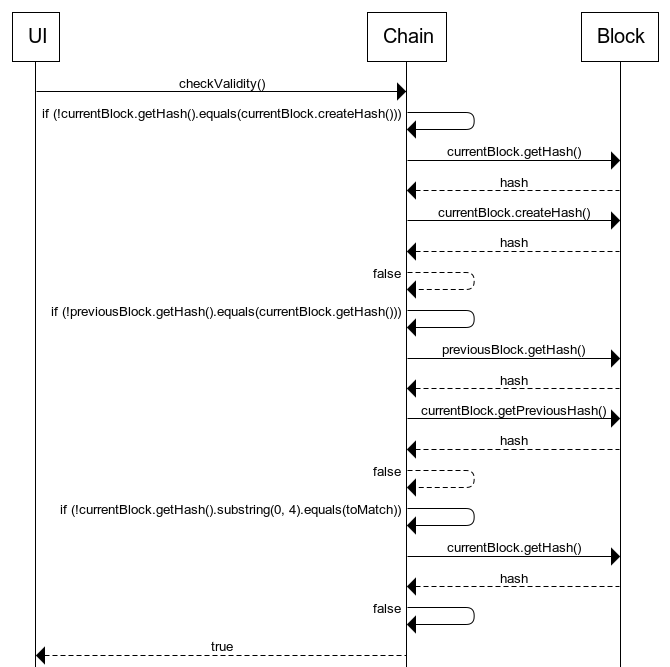 UI
Chain
Block
checkValidity()
if (!currentBlock.getHash().equals(currentBlock.createHash()))
currentBlock.getHash()
hash
currentBlock.createHash()
hash
false
if (!previousBlock.getHash().equals(currentBlock.getHash()))
previousBlock.getHash()
hash
currentBlock.getPreviousHash()
hash
false
if (!currentBlock.getHash().substring(0, 4).equals(toMatch))
currentBlock.getHash()
hash
false
true